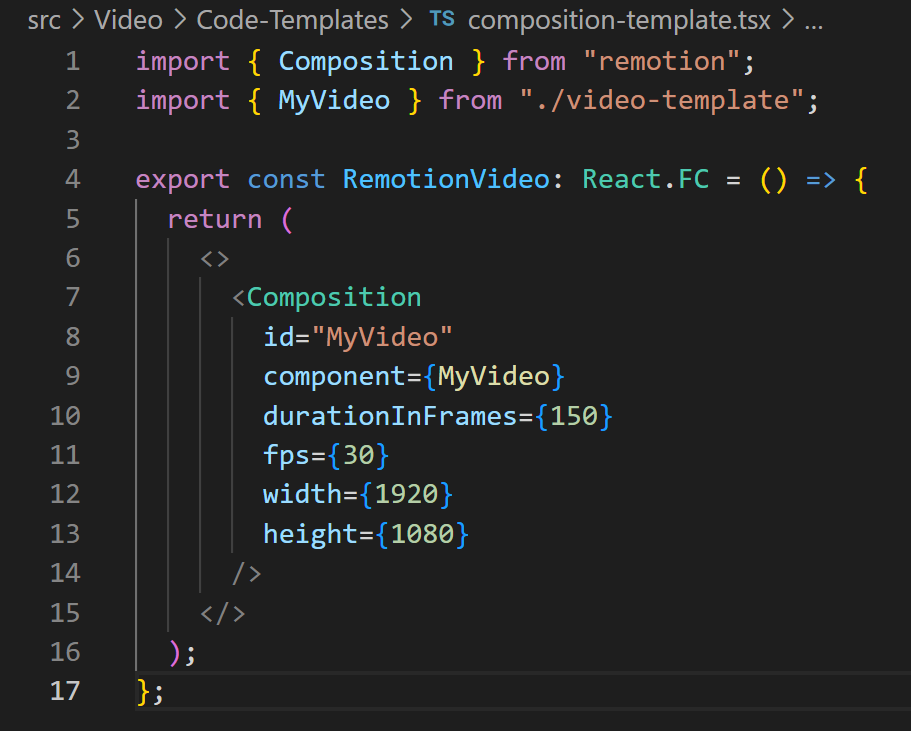 src > Video > Code-Templates > TS composition-template.tsx > ...
1 import { Composition } from "remotion";
2 import { MyVideo } from "./video-template";
3
4 export const RemotionVideo: React.FC = () => {
5   return (
6     <>
7       <Composition
8         id="MyVideo"
9         component={MyVideo}
10         durationInFrames={150}
11         fps={30}
12         width={1920}
13         height={1080}
14       />
15     </>
16   );
17 };